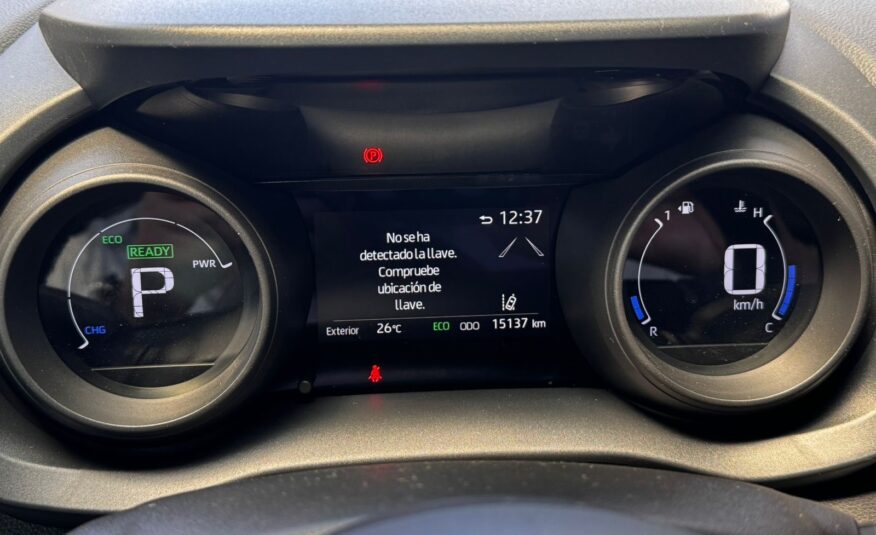 P
ECO
READY
PWR
P
CHG
12:37
No se ha
detectado la llave.
Compruebe
ubicación de
llave.
Exterior 26°C ECO ODO 15137 km
1
H
0
km/h
R
C